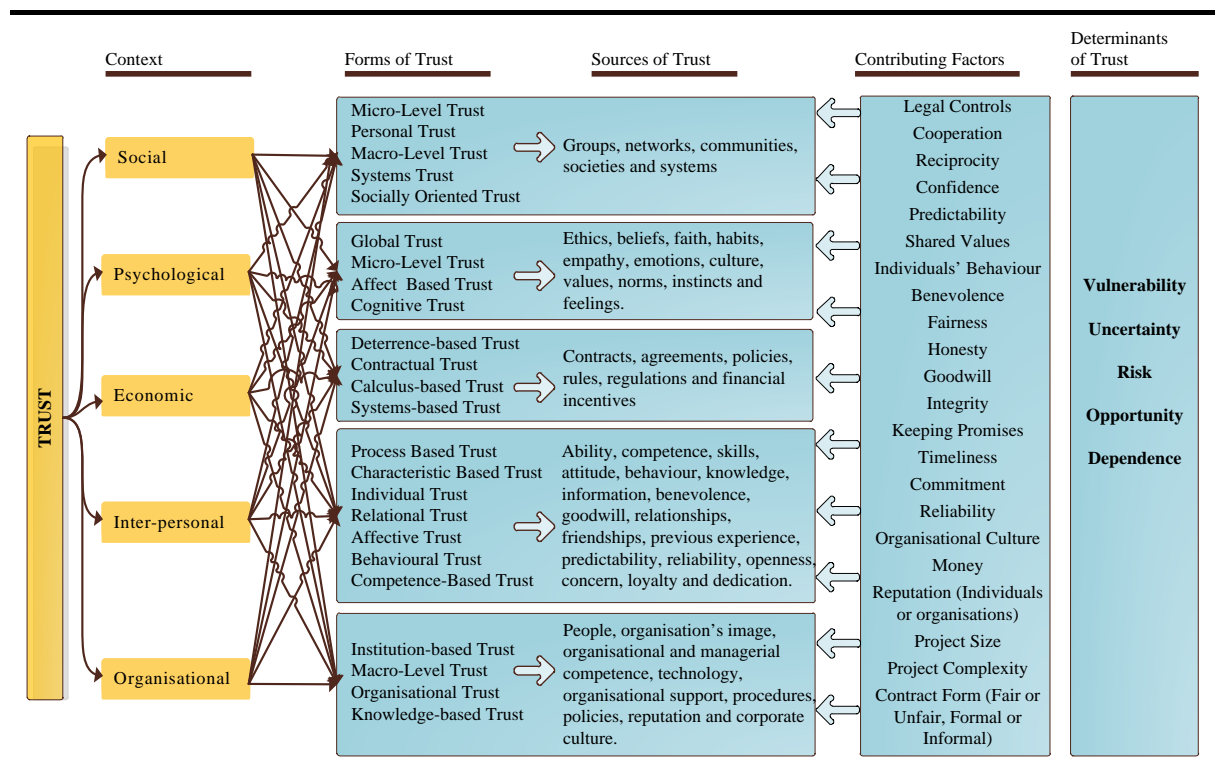 Context
Forms of Trust
Sources of Trust
Contributing Factors
Determinants
of Trust
TRUST
Social
Psychological
Economic
Inter-personal
Organisational
Micro-Level Trust
Personal Trust
Macro-Level Trust
Systems Trust
Socially Oriented Trust
Groups, networks, communities,
societies and systems
Global Trust
Micro-Level Trust
Affect Based Trust
Cognitive Trust
Ethics, beliefs, faith, habits,
empathy, emotions, culture,
values, norms, instincts and
feelings.
Deterrence-based Trust
Contractual Trust
Calculus-based Trust
Systems-based Trust
Contracts, agreements, policies,
rules, regulations and financial
incentives
Process Based Trust
Characteristic Based Trust
Individual Trust
Relational Trust
Affective Trust
Behavioural Trust
Competence-Based Trust
Ability, competence, skills,
attitude, behaviour, knowledge,
information, benevolence,
goodwill, relationships,
friendships, previous experience,
predictability, reliability, openness,
concern, loyalty and dedication.
Institution-based Trust
Macro-Level Trust
Organisational Trust
Knowledge-based Trust
People, organisation’s image,
organisational and managerial
competence, technology,
organisational support, procedures,
policies, reputation and corporate
culture.
Legal Controls
Cooperation
Reciprocity
Confidence
Predictability
Shared Values
Individuals’ Behaviour
Benevolence
Fairness
Honesty
Goodwill
Integrity
Keeping Promises
Timeliness
Commitment
Reliability
Organisational Culture
Money
Reputation (Individuals
or organisations)
Project Size
Project Complexity
Contract Form (Fair or
Unfair, Formal or
Informal)
Vulnerability
Uncertainty
Risk
Opportunity
Dependence